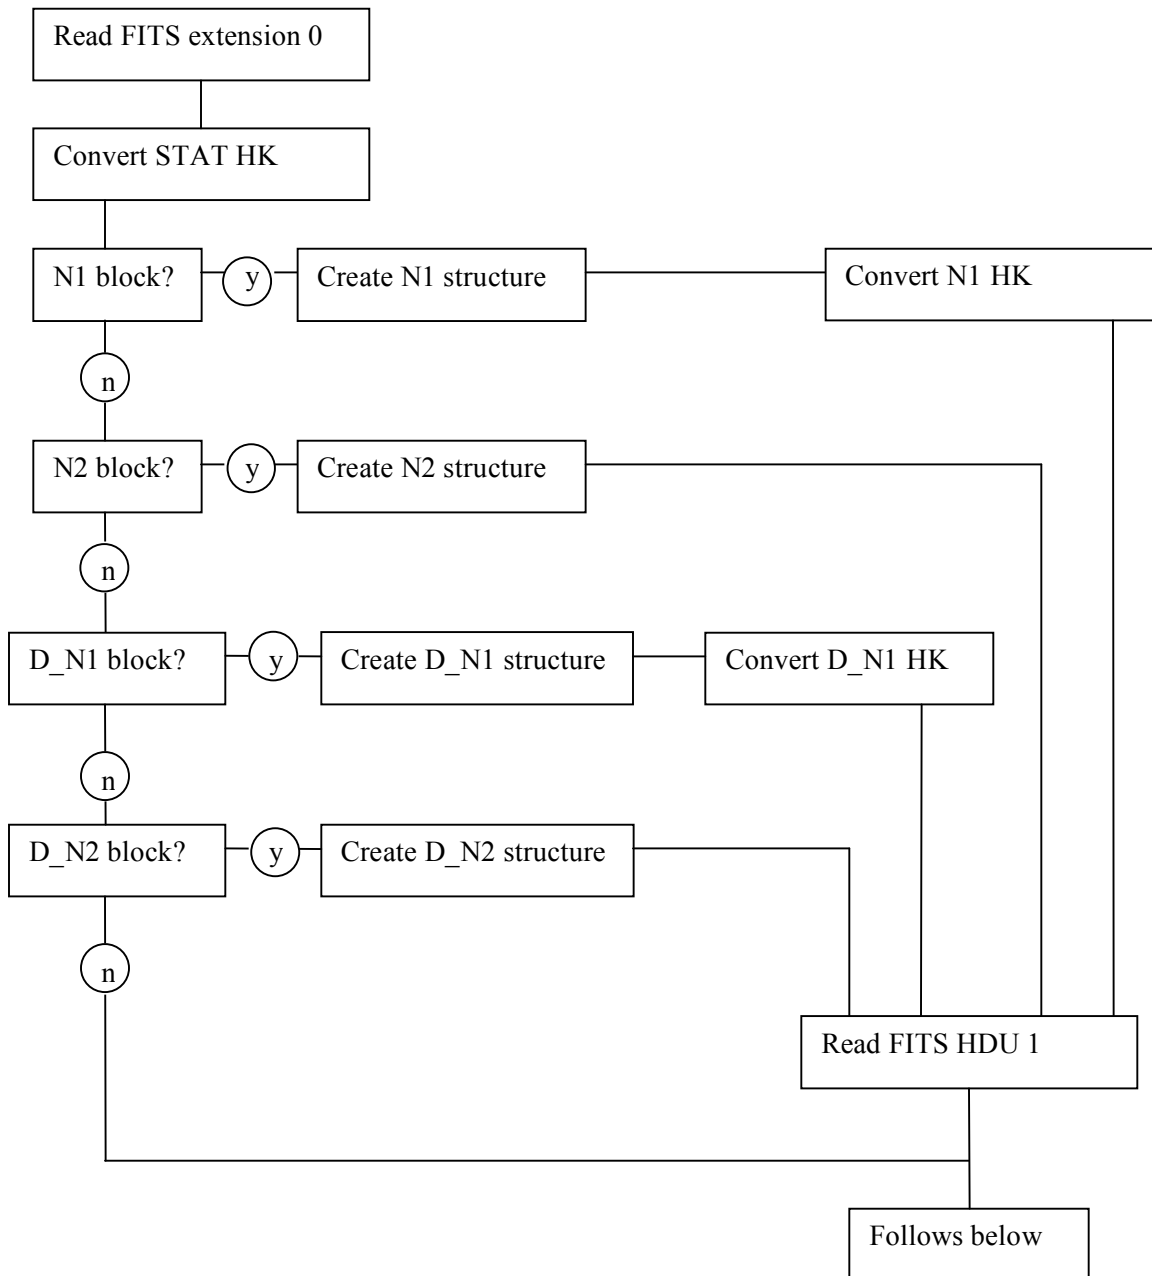 Read FITS extension 0
Convert STAT HK
N1 block?
y
Create N1 structure
Convert N1 HK
n
N2 block?
y
Create N2 structure
n
D_N1 block?
y
Create D_N1 structure
Convert D_N1 HK
n
D_N2 block?
y
Create D_N2 structure
n
Read FITS HDU 1
Follows below